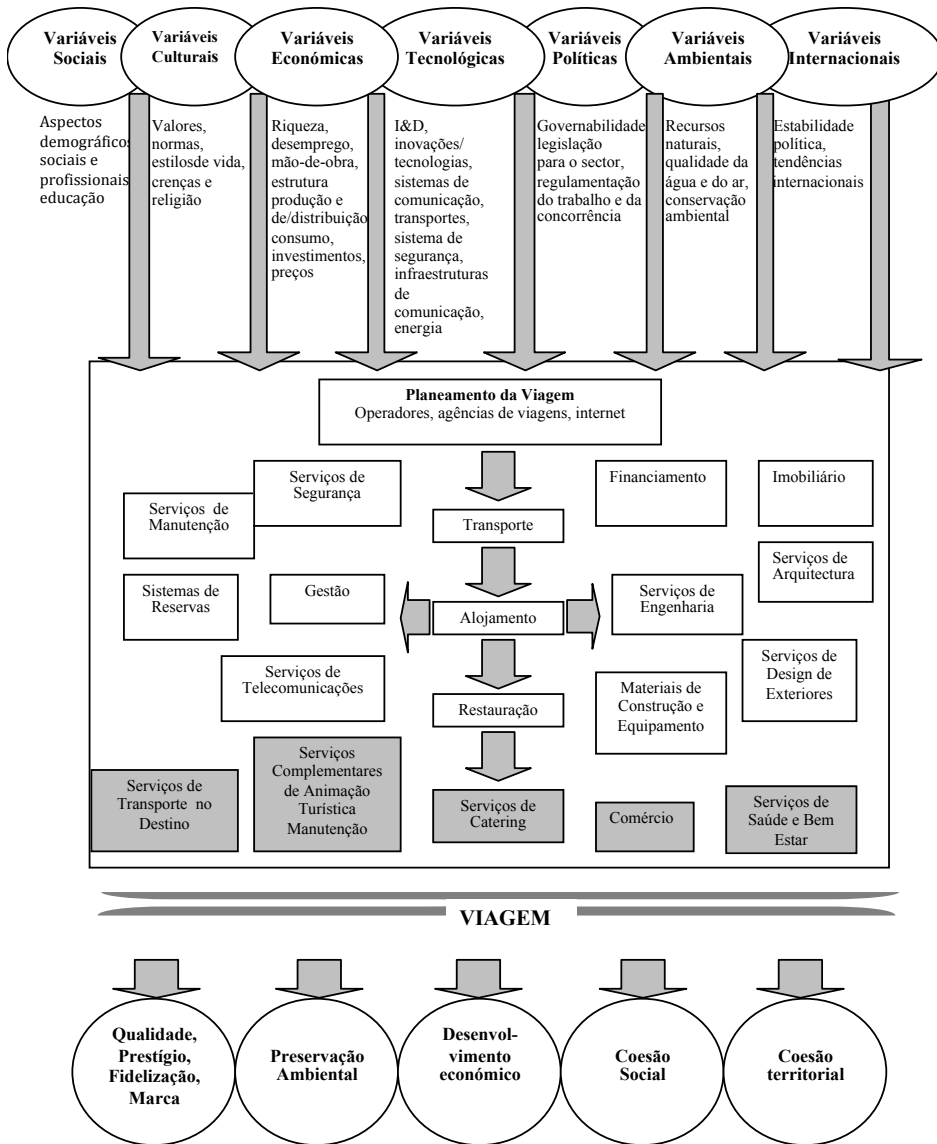 Variáveis
Sociais
Variáveis
Culturais
Variáveis
Económicas
Variáveis
Tecnológicas
Variáveis
Políticas
Variáveis
Ambientais
Variáveis
Internacionais
Aspectos
demográficos
sociais e
profissionais
educação
Valores,
normas,
estilosde vida,
crenças e
religião
Riqueza,
desemprego,
mão-de-obra,
estrutura
produção e
de/distribuição
consumo,
investimentos,
preços
I&D,
inovações/
tecnologias,
sistemas de
comunicação,
transportes,
sistema de
segurança,
infraestruturas
de
comunicação,
energia
Governabilidade
legislação
para o sector,
regulamentação
do trabalho e da
concorrência
Recursos
naturais,
qualidade da
água e do ar,
conservação
ambiental
Estabilidade
política,
tendências
internacionais
Planeamento da Viagem
Operadores, agências de viagens, internet
Serviços de
Segurança
Financiamento
Imobiliário
Serviços de
Manutenção
Transporte
Serviços de
Arquitectura
Sistemas de
Reservas
Gestão
Alojamento
Serviços de
Engenharia
Serviços de
Telecomunicações
Restauração
Materiais de
Construção e
Equipamento
Serviços de
Design de
Exteriores
Serviços de
Transporte no
Destino
Serviços
Complementares
de Animação
Turística
Manutenção
Serviços de
Catering
Comércio
Serviços de
Saúde e Bem
Estar
VIAGEM
Qualidade,
Prestígio,
Fidelização,
Marca
Preservação
Ambiental
Desenvol-
vimento
económico
Coesão
Social
Coesão
territorial